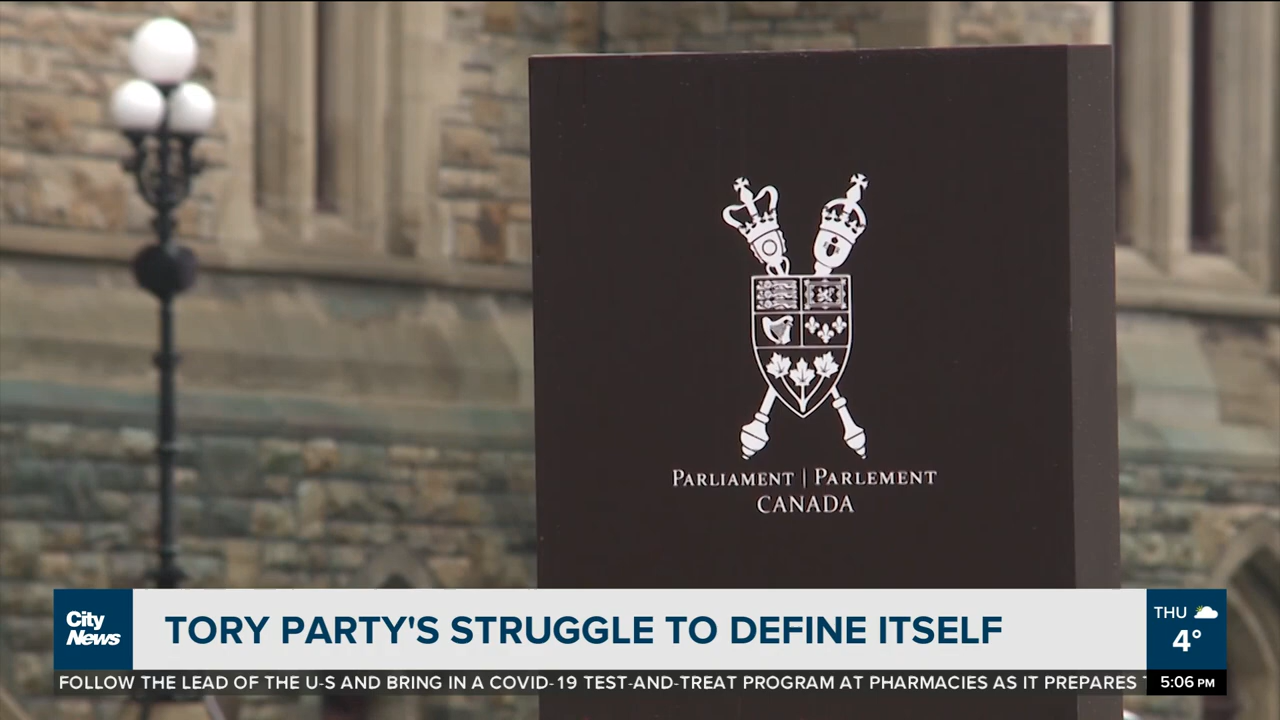 PARLIAMENT | PARLEMENT
CANADA
City
News
TORY PARTY'S STRUGGLE TO DEFINE ITSELF
THU
4°
FOLLOW THE LEAD OF THE U-S AND BRING IN A COVID-19 TEST-AND-TREAT PROGRAM AT PHARMACIES AS IT PREPARES
5:06 PM